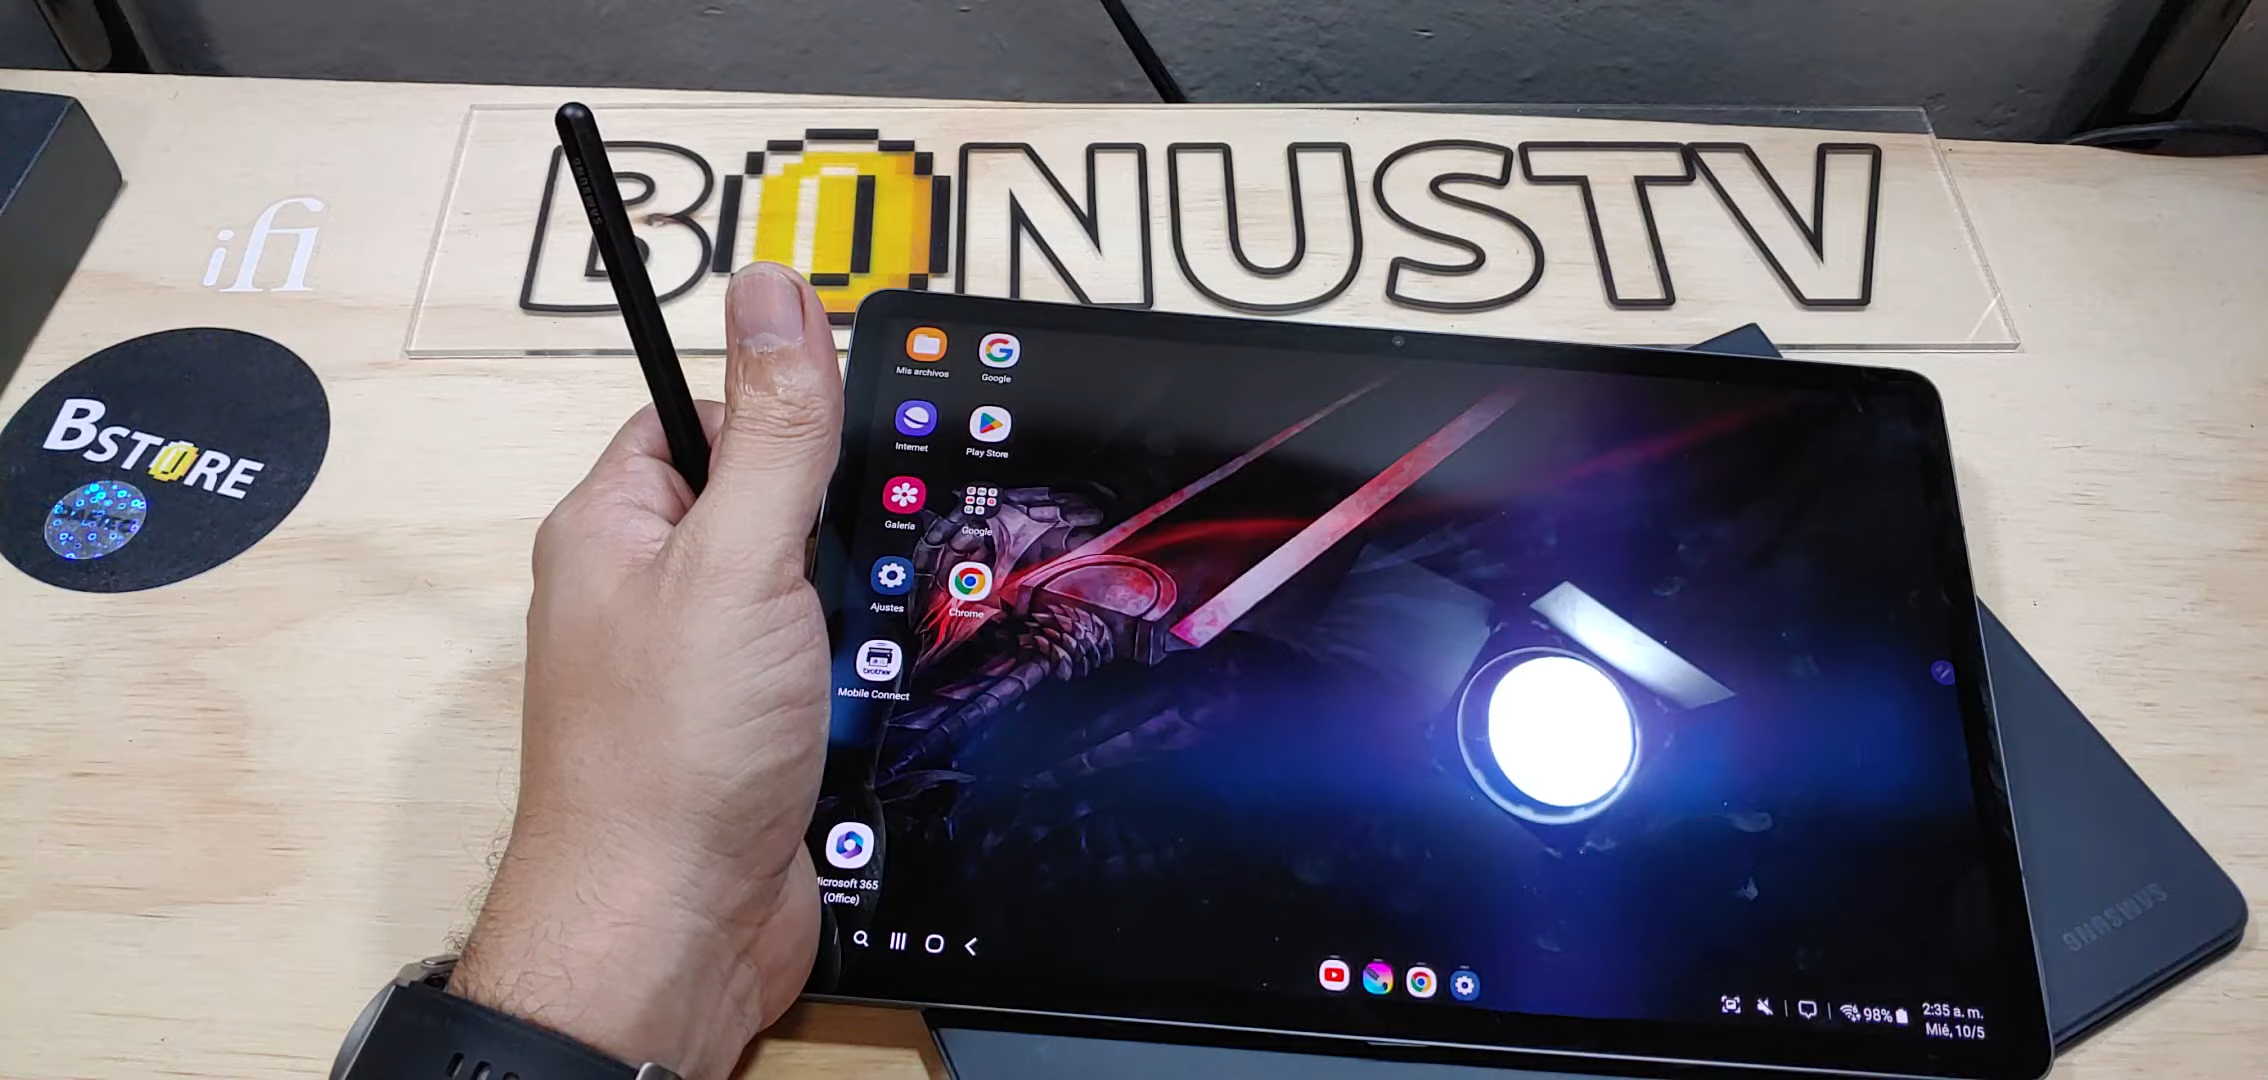 BONUSTV
SAMSUNG
ifi
BSTORE
Mis archivos
Google
Internet
Play Store
Galería
Google
Ajustes
Chrome
brother
Mobile Connect
Microsoft 365
(Office)
98%
2:35 a. m.
Mié, 10/5
SAMSUNG